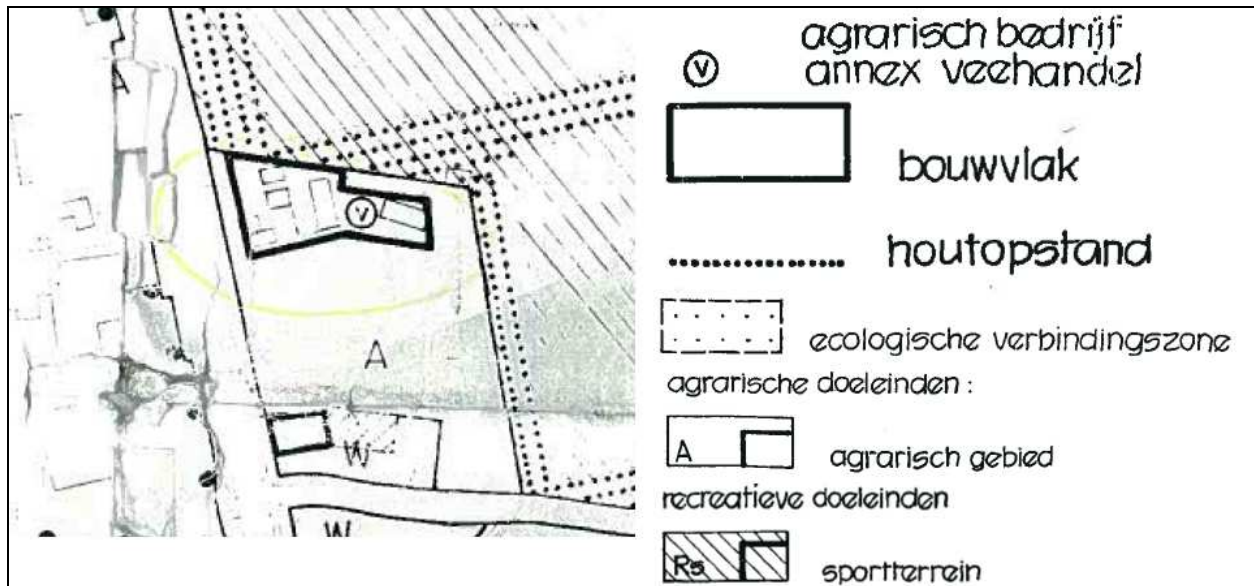 A
V
A
W
W
agrarisch bedrijf
V annex veehandel
bouwvlak
houtopstand
ecologische verbindingszone
agrarische doeleinden :
A agrarisch gebied
recreatieve doeleinden
Rs sportterrein